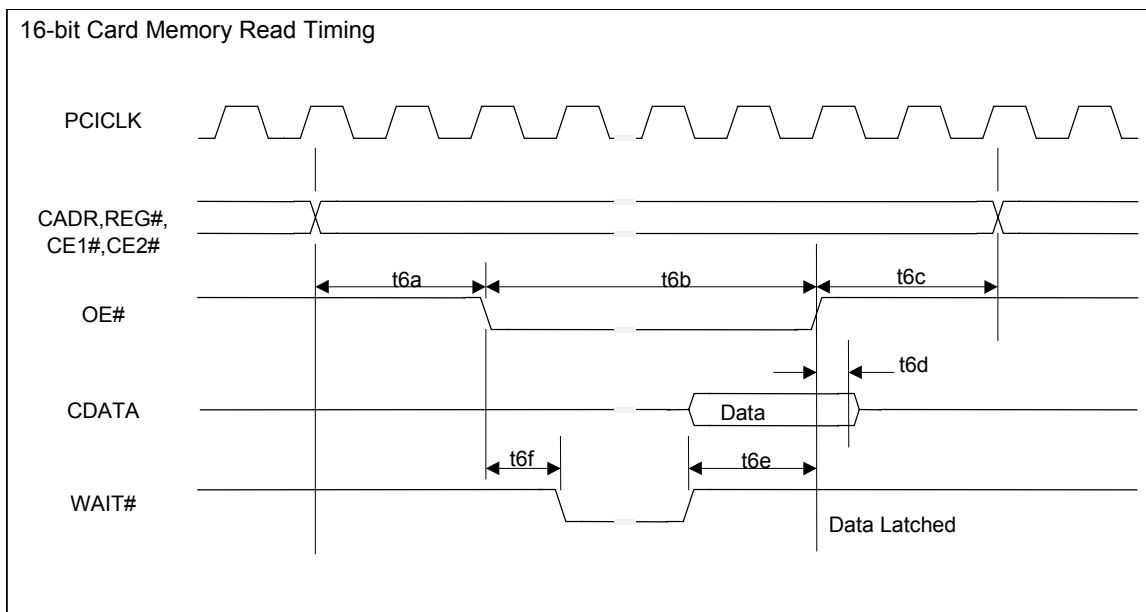 16-bit Card Memory Read Timing
PCICLK
CADR,REG#,
CE1#,CE2#
t6a
t6b
t6c
OE#
t6d
CDATA
Data
t6f
t6e
WAIT#
Data Latched